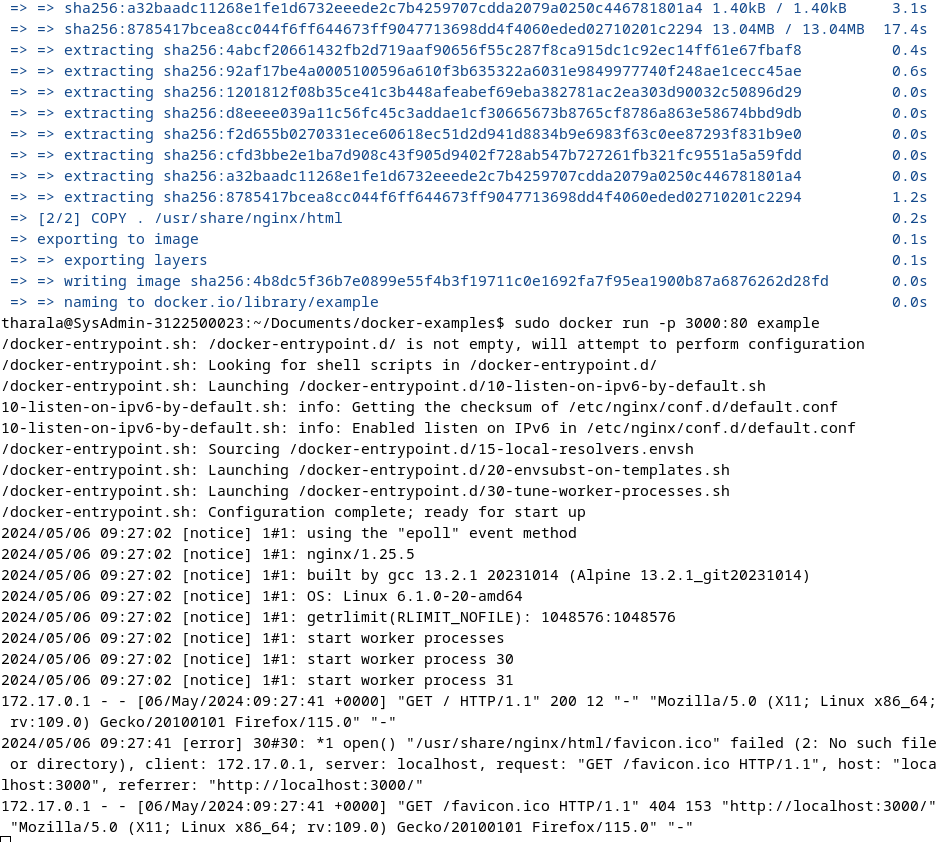 => => sha256:a32baadc11268e1fe1d6732eeede2c7b4259707cdda2079a0250c446781801a4 1.40kB / 1.40kB 3.1s
=> => sha256:8785417bcea8cc044f6ff644673ff9047713698dd4f4060eded02710201c2294 13.04MB / 13.04MB 17.4s
=> => extracting sha256:4abcf20661432fb2d719aaf90656f55c287f8ca915dc1c92ec14ff61e67fbaf8 0.4s
=> => extracting sha256:92af17be4a0005100596a610f3b635322a6031e9849977740f248ae1cecc45ae 0.6s
=> => extracting sha256:1201812f08b35ce41c3b448afeabef69eba382781ac2ea303d90032c50896d29 0.0s
=> => extracting sha256:d8eeee039a11c56fc45c3addae1cf30665673b8765cf8786a863e58674bbd9db 0.0s
=> => extracting sha256:f2d655b0270331ece60618ec51d2d941d8834b9e6983f63c0ee87293f831b9e0 0.0s
=> => extracting sha256:cfd3bbe2e1ba7d908c43f905d9402f728ab547b727261fb321fc9551a5a59fdd 0.0s
=> => extracting sha256:a32baadc11268e1fe1d6732eeede2c7b4259707cdda2079a0250c446781801a4 0.0s
=> => extracting sha256:8785417bcea8cc044f6ff644673ff9047713698dd4f4060eded02710201c2294 1.2s
=> [2/2] COPY . /usr/share/nginx/html 0.2s
=> exporting to image 0.1s
=> => exporting layers 0.1s
=> => writing image sha256:4b8dc5f36b7e0899e55f4b3f19711c0e1692fa7f95ea1900b87a6876262d28fd 0.0s
=> => naming to docker.io/library/example 0.0s
tharala@SysAdmin-3122500023:~/Documents/docker-examples$ sudo docker run -p 3000:80 example
/docker-entrypoint.sh: /docker-entrypoint.d/ is not empty, will attempt to perform configuration
/docker-entrypoint.sh: Looking for shell scripts in /docker-entrypoint.d/
/docker-entrypoint.sh: Launching /docker-entrypoint.d/10-listen-on-ipv6-by-default.sh
10-listen-on-ipv6-by-default.sh: info: Getting the checksum of /etc/nginx/conf.d/default.conf
10-listen-on-ipv6-by-default.sh: info: Enabled listen on IPv6 in /etc/nginx/conf.d/default.conf
/docker-entrypoint.sh: Sourcing /docker-entrypoint.d/15-local-resolvers.envsh
/docker-entrypoint.sh: Launching /docker-entrypoint.d/20-envsubst-on-templates.sh
/docker-entrypoint.sh: Launching /docker-entrypoint.d/30-tune-worker-processes.sh
/docker-entrypoint.sh: Configuration complete; ready for start up
2024/05/06 09:27:02 [notice] 1#1: using the "epoll" event method
2024/05/06 09:27:02 [notice] 1#1: nginx/1.25.5
2024/05/06 09:27:02 [notice] 1#1: built by gcc 13.2.1 20231014 (Alpine 13.2.1_git20231014)
2024/05/06 09:27:02 [notice] 1#1: OS: Linux 6.1.0-20-amd64
2024/05/06 09:27:02 [notice] 1#1: getrlimit(RLIMIT_NOFILE): 1048576:1048576
2024/05/06 09:27:02 [notice] 1#1: start worker processes
2024/05/06 09:27:02 [notice] 1#1: start worker process 30
2024/05/06 09:27:02 [notice] 1#1: start worker process 31
172.17.0.1 - - [06/May/2024:09:27:41 +0000] "GET / HTTP/1.1" 200 12 "-" "Mozilla/5.0 (X11; Linux x86_64;
rv:109.0) Gecko/20100101 Firefox/115.0" "-"
2024/05/06 09:27:41 [error] 30#30: *1 open() "/usr/share/nginx/html/favicon.ico" failed (2: No such file
or directory), client: 172.17.0.1, server: localhost, request: "GET /favicon.ico HTTP/1.1", host: "loca
lhost:3000", referrer: "http://localhost:3000/"
172.17.0.1 - - [06/May/2024:09:27:41 +0000] "GET /favicon.ico HTTP/1.1" 404 153 "http://localhost:3000/"
"Mozilla/5.0 (X11; Linux x86_64; rv:109.0) Gecko/20100101 Firefox/115.0" "-"